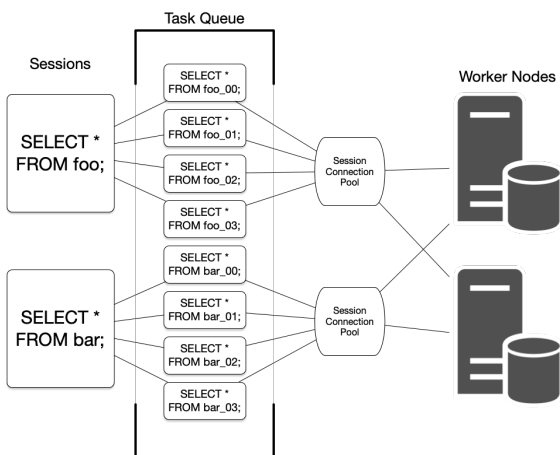 Task Queue
Sessions
Worker Nodes
SELECT *
FROM foo;
SELECT *
FROM foo_00;
SELECT *
FROM foo_01;
SELECT *
FROM foo_02;
SELECT *
FROM foo_03;
Session
Connection
Pool
SELECT *
FROM bar;
SELECT *
FROM bar_00;
SELECT *
FROM bar_01;
SELECT *
FROM bar_02;
SELECT *
FROM bar_03;
Session
Connection
Pool